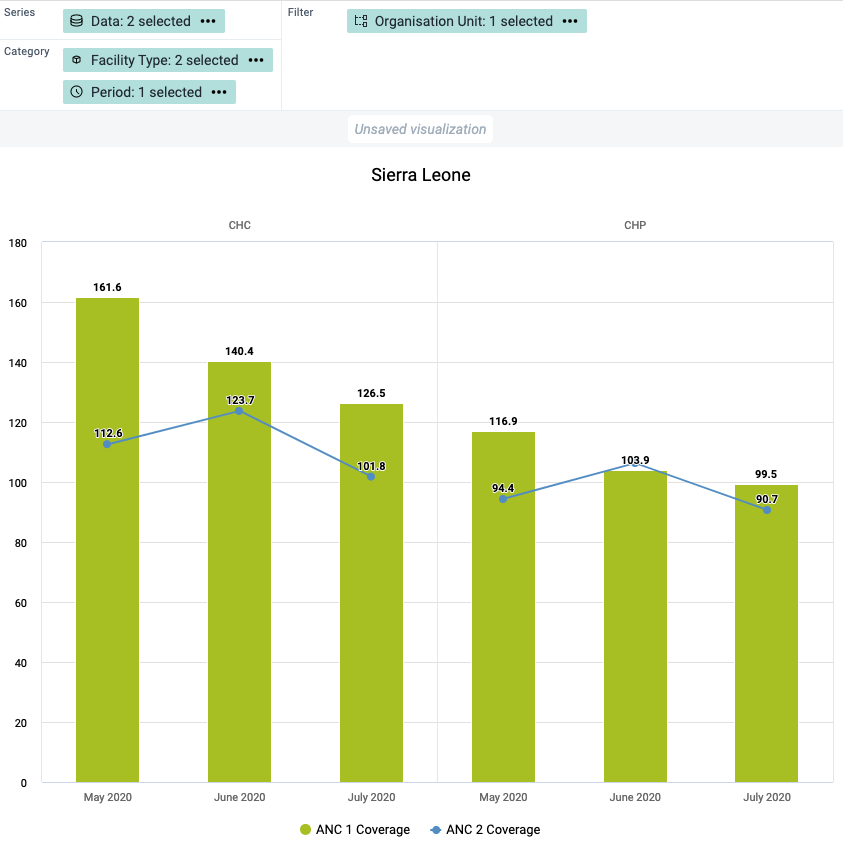 Series
Data: 2 selected •••
Filter
Organisation Unit: 1 selected •••
Category
Facility Type: 2 selected •••
Period: 1 selected •••
Unsaved visualization
Sierra Leone
CHC
CHP
180
160
140
120
100
80
60
40
20
0
161.6
140.4
126.5
112.6
123.7
101.8
116.9
103.9
99.5
94.4
90.7
May 2020
June 2020
July 2020
May 2020
June 2020
July 2020
ANC 1 Coverage
ANC 2 Coverage